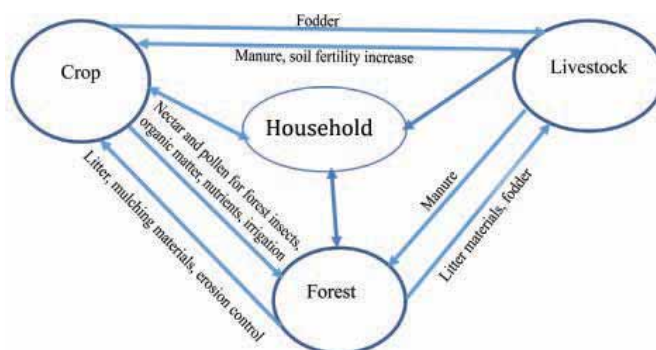 Fodder
Manure, soil fertility increase
Crop
Livestock
Household
Nectar and pollen for forest insects,
organic matter, nutrients, irrigation
Litter, mulching materials, erosion control
Manure
Litter materials, fodder
Forest